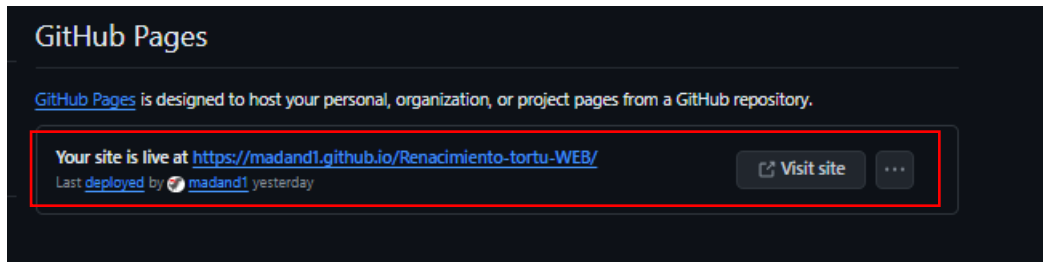 GitHub Pages
GitHub Pages is designed to host your personal, organization, or project pages from a GitHub repository.
Your site is live at https://madand1.github.io/Renacimiento-tortu-WEB/
Visit site
Last deployed by madand1 yesterday